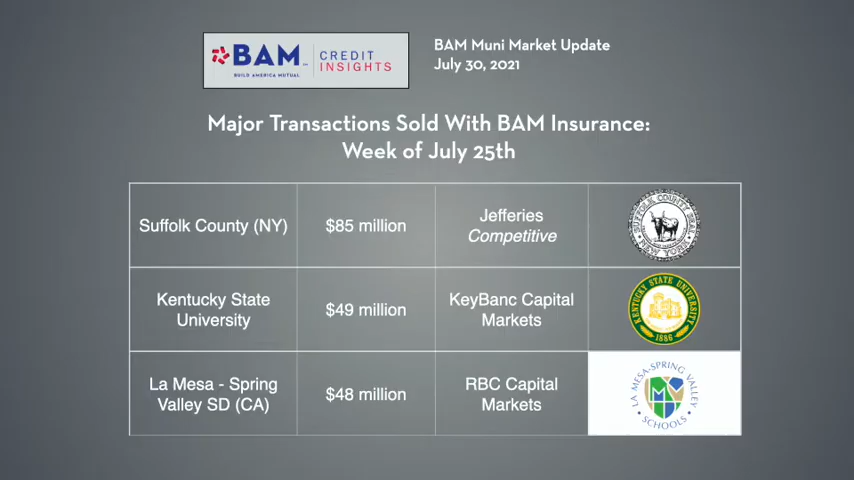 BAM
BUILD AMERICA MUTUAL
CREDIT
INSIGHTS
BAM Muni Market Update
July 30, 2021
Major Transactions Sold With BAM Insurance:
Week of July 25th
Suffolk County (NY)
$85 million
Jefferies
Competitive
SUFFOLK COUNTY SEAL
Kentucky State
University
$49 million
KeyBanc Capital
Markets
KENTUCKY STATE UNIVERSITY
1886
La Mesa - Spring
Valley SD (CA)
$48 million
RBC Capital
Markets
LA MESA-SPRING VALLEY
SCHOOLS